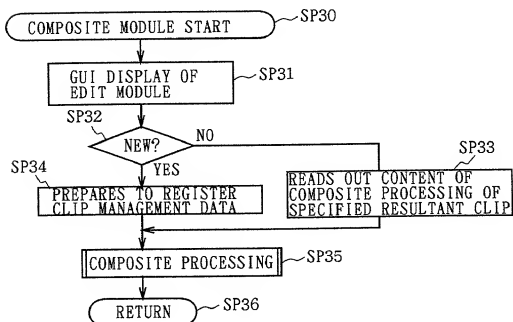 COMPOSITE MODULE START
SP30
GUI DISPLAY OF
EDIT MODULE
SP31
SP32
NEW?
NO
YES
SP33
READS OUT CONTENT OF
COMPOSITE PROCESSING OF
SPECIFIED RESULTANT CLIP
SP34
PREPARES TO REGISTER
CLIP MANAGEMENT DATA
COMPOSITE PROCESSING
SP35
RETURN
SP36